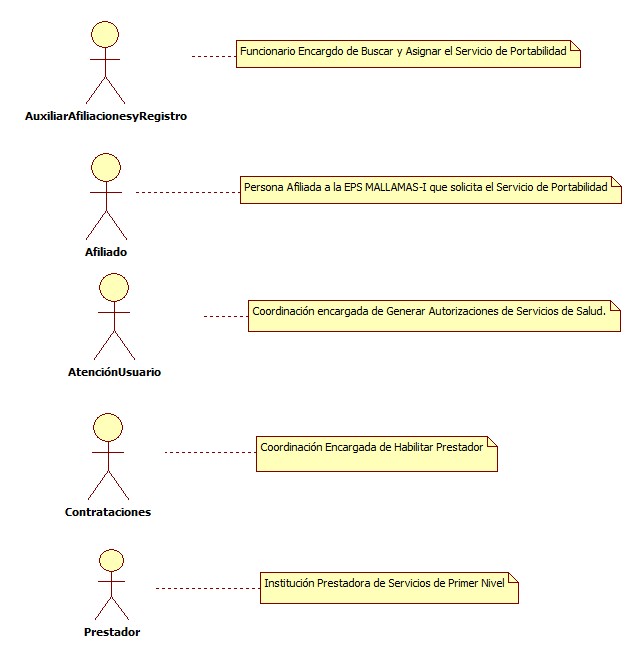 Funcionario Encargdo de Buscar y Asignar el Servicio de Portabilidad
AuxiliarAfiliacionesyRegistro
Persona Afiliada a la EPS MALLAMAS-I que solicita el Servicio de Portabilidad
Afiliado
Coordinación encargada de Generar Autorizaciones de Servicios de Salud.
AtenciónUsuario
Coordinación Encargada de Habilitar Prestador
Contrataciones
Institución Prestadora de Servicios de Primer Nivel
Prestador